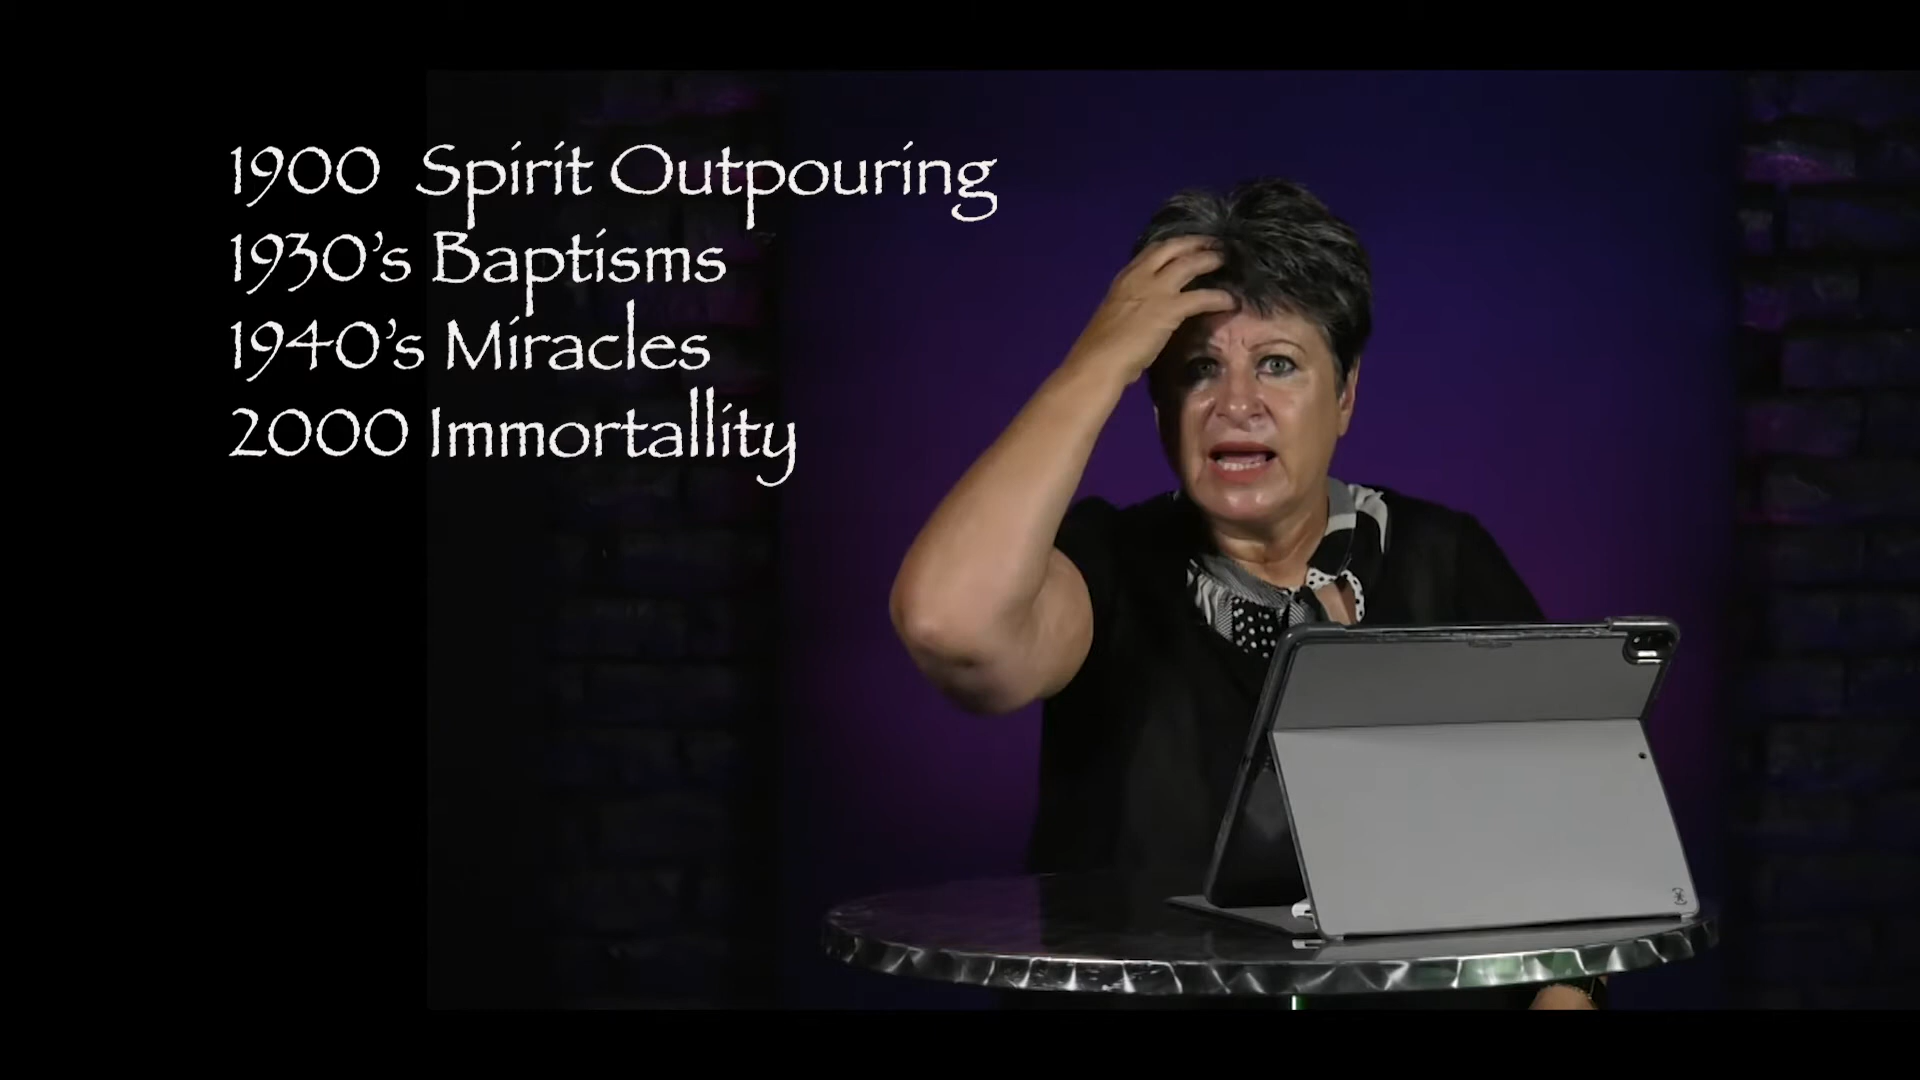 1900 Spirit Outpouring
1930's Baptisms
1940's Miracles
2000 Immortallity